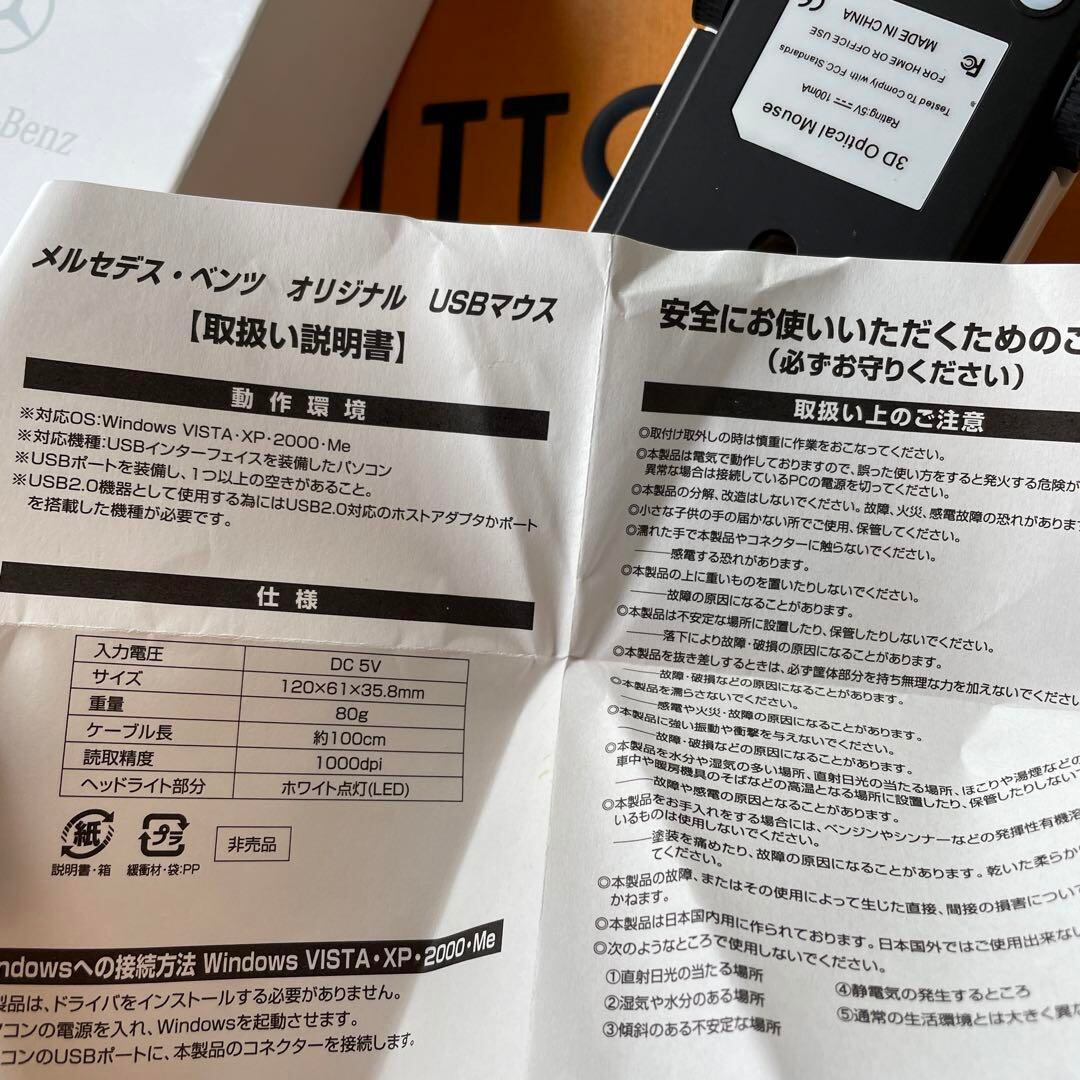 -Benz
ITTO
3D Optical Mouse
Rating:5V 100mA
Tested To Comply with FCC Standards
FOR HOME OR OFFICE USE
MADE IN CHINA
メルセデス・ベンツ オリジナル USBマウス
【取扱い説明書】
動作環境
※対応OS:Windows VISTA・XP・2000・Me
※対応機種:USBインターフェイスを装備したパソコン
※USBポートを装備し、1つ以上の空きがあること。
※USB2.0機器として使用する為にはUSB2.0対応のホストアダプタかポート
を搭載した機種が必要です。
仕様
入力電圧 DC 5V
サイズ 120×61×35.8mm
重量 80g
ケーブル長 約100cm
読取精度 1000dpi
ヘッドライト部分 ホワイト点灯(LED)
紙
説明書・箱
プラ
緩衝材・袋:PP
非売品
ndowsへの接続方法 Windows VISTA・XP・2000・Me
製品は、ドライバをインストールする必要がありません。
ソコンの電源を入れ、Windowsを起動させます。
コンのUSBポートに、本製品のコネクターを接続します。
安全にお使いいただくためのご
(必ずお守りください)
取扱い上のご注意
◎取付け取外しの時は慎重に作業をおこなってください。
◎本製品は電気で動作しておりますので、誤った使い方をすると発火する危険が
異常な場合は接続しているPCの電源を切ってください。
◎本製品の分解、改造はしないでください。故障、火災、感電故障の恐れがあります
◎小さな子供の手の届かない所でご使用、保管してください。
◎濡れた手で本製品やコネクターに触らないでください。
――感電する恐れがあります。
◎本製品の上に重いものを置いたりしないでください。
――故障の原因になることがあります。
◎本製品は不安定な場所に設置したり、保管したりしないでください。
――落下により故障・破損の原因になることがあります。
◎本製品を抜き差しするときは、必ず筐体部分を持ち無理な力を加えないでください
――故障・破損などの原因になることがあります。
◎本製品を濡らさないでください。
――感電や火災・故障の原因になることがあります。
◎本製品に強い振動や衝撃を与えないでください。
――故障・破損などの原因になることがあります。
◎本製品を水分や湿気の多い場所、直射日光の当たる場所、ほこりや湯煙などの
車中や暖房機具のそばなどの高温となる場所に設置したり、保管したりしない
――故障や感電の原因となることがあります。
◎本製品をお手入れをする場合には、ベンジンやシンナーなどの発揮性有機溶
いるものは使用しないでください。
――塗装を痛めたり、故障の原因になることがあります。乾いた柔らか
てください。
◎本製品の故障、またはその使用によって生じた直接、間接の損害について
かねます。
◎本製品は日本国内用に作られております。日本国外ではご使用出来な
◎次のようなところで使用しないでください。
①直射日光の当たる場所
②湿気や水分のある場所
③傾斜のある不安定な場所
④静電気の発生するところ
⑤通常の生活環境とは大きく異な